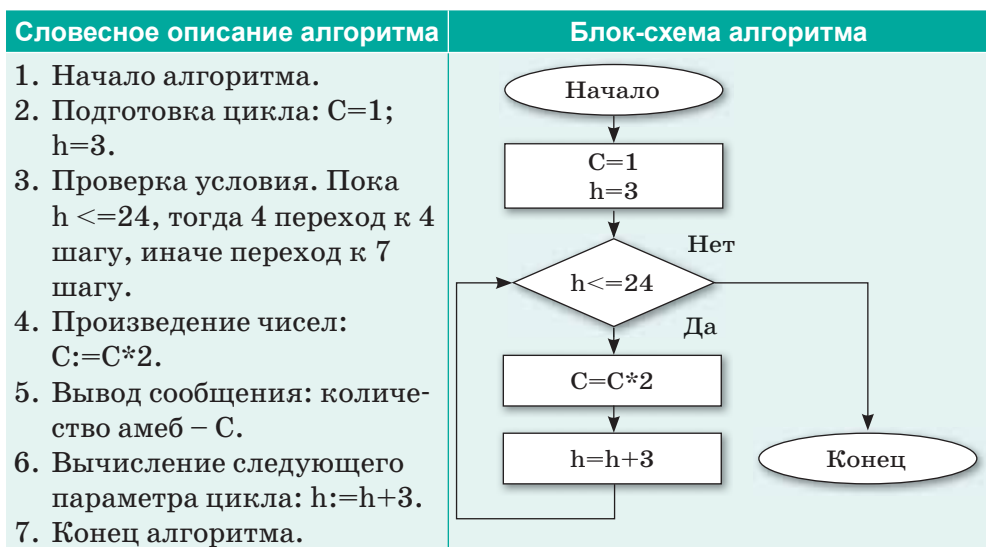 Словесное описание алгоритма
1. Начало алгоритма.
2. Подготовка цикла: C=1;
h=3.
3. Проверка условия. Пока
h <=24, тогда 4 переход к 4
шагу, иначе переход к 7
шагу.
4. Произведение чисел:
C:=C*2.
5. Вывод сообщения: количе-
ство амеб – C.
6. Вычисление следующего
параметра цикла: h:=h+3.
7. Конец алгоритма.
Блок-схема алгоритма
Начало
C=1
h=3
Нет
h<=24
Да
C=C*2
h=h+3
Конец